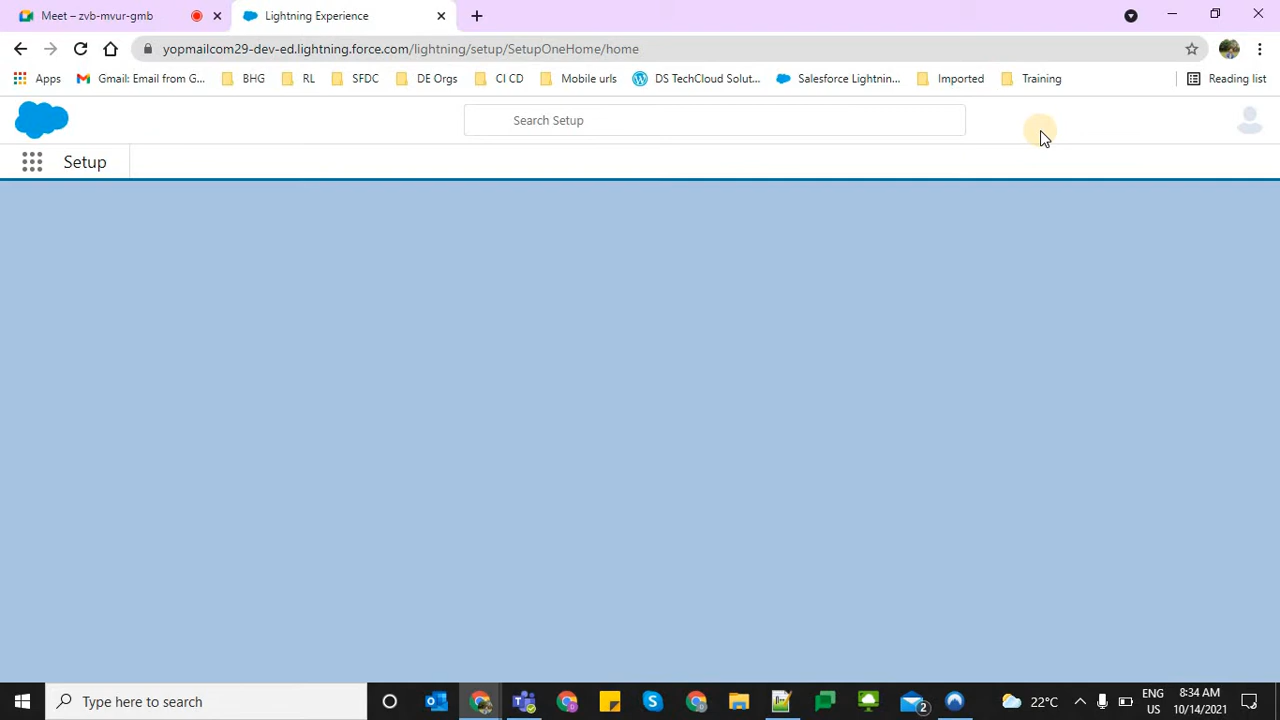 Meet – zvb-mvur-gmb
Lightning Experience
yopmailcom29-dev-ed.lightning.force.com/lightning/setup/SetupOneHome/home
Apps
Gmail: Email from G...
BHG
RL
SFDC
DE Orgs
CI CD
Mobile urls
DS TechCloud Solut...
Salesforce Lightnin...
Imported
Training
Reading list
Search Setup
Setup
Type here to search
2
22°C
ENG
US
8:34 AM
10/14/2021